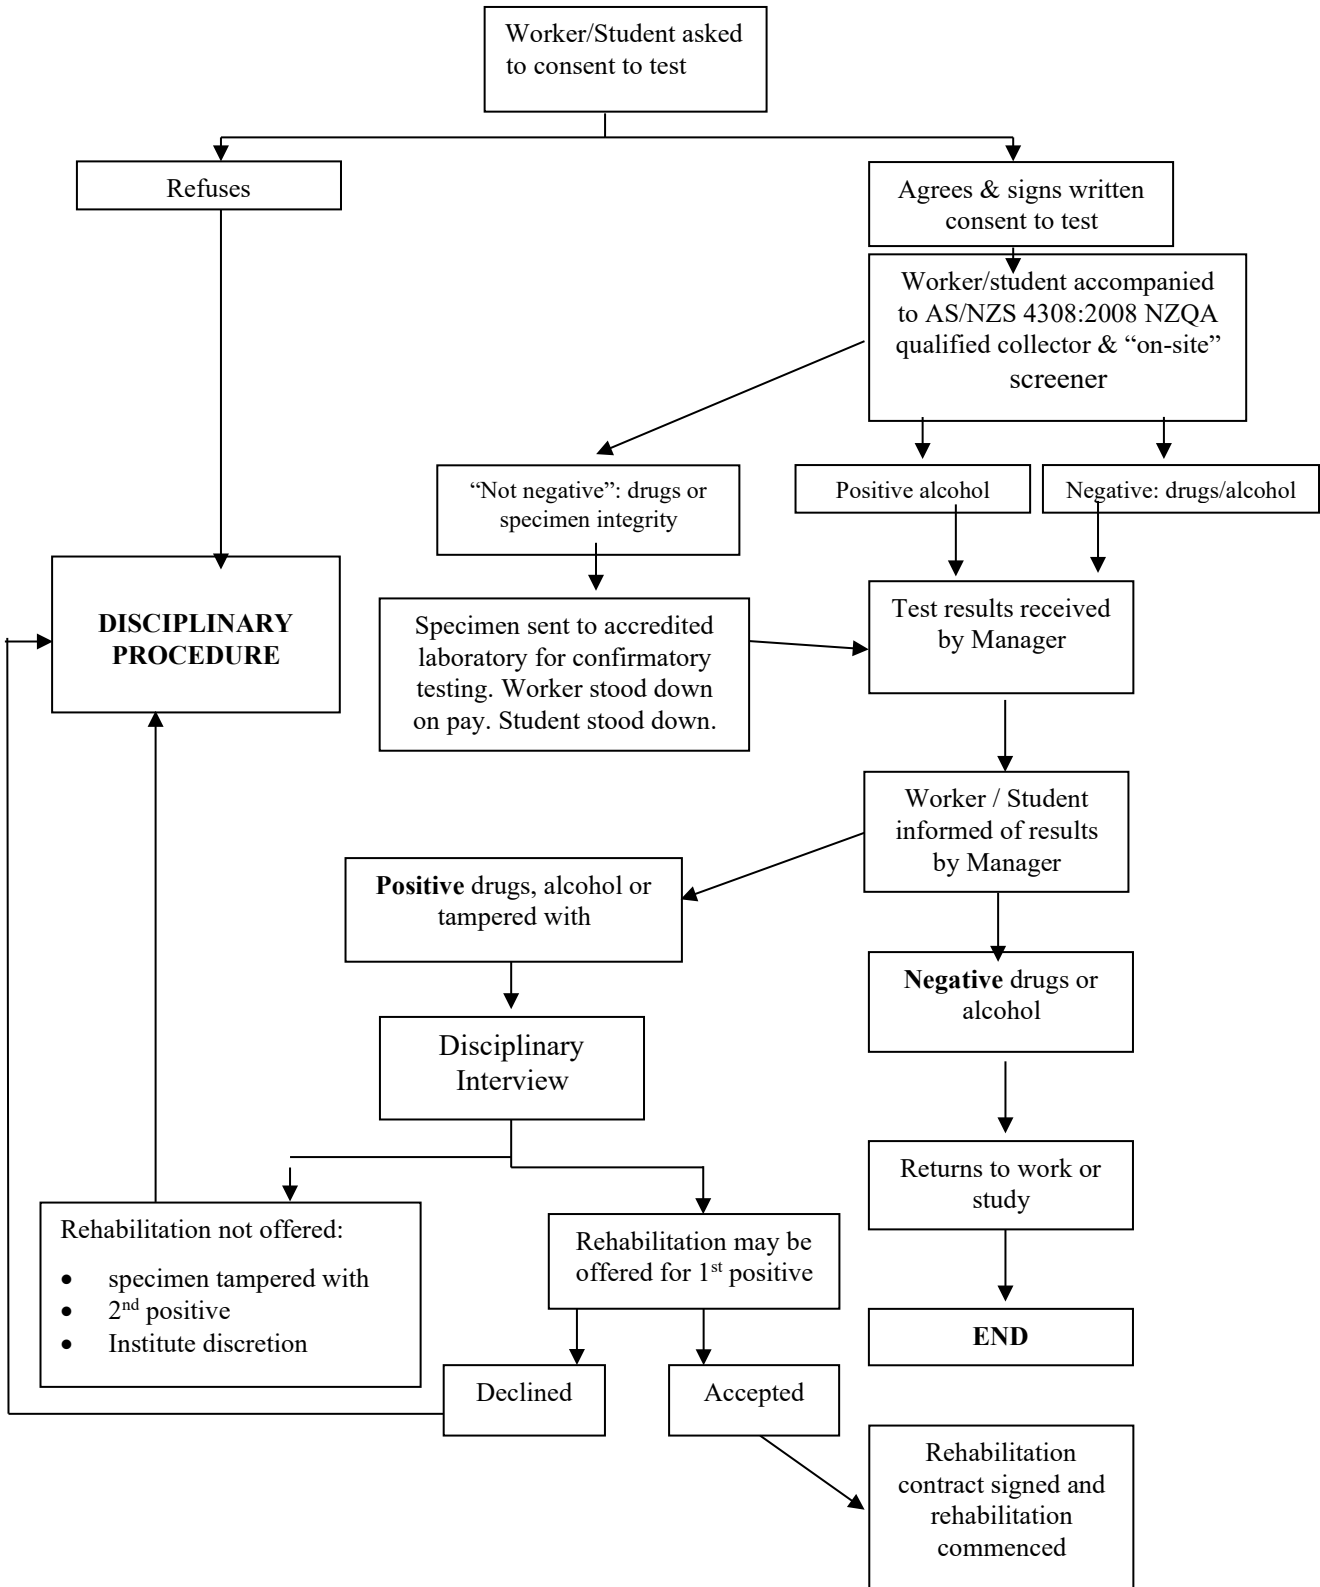 Worker/Student asked
to consent to test
Refuses
Agrees & signs written
consent to test
Worker/student accompanied
to AS/NZS 4308:2008 NZQA
qualified collector & “on-site”
screener
“Not negative”: drugs or
specimen integrity
Positive alcohol
Negative: drugs/alcohol
DISCIPLINARY
PROCEDURE
Specimen sent to accredited
laboratory for confirmatory
testing. Worker stood down
on pay. Student stood down.
Test results received
by Manager
Worker / Student
informed of results
by Manager
Positive drugs, alcohol or
tampered with
Negative drugs or
alcohol
Disciplinary
Interview
Returns to work or
study
Rehabilitation not offered:
• specimen tampered with
• 2nd positive
• Institute discretion
Rehabilitation may be
offered for 1st positive
END
Declined
Accepted
Rehabilitation
contract signed and
rehabilitation
commenced